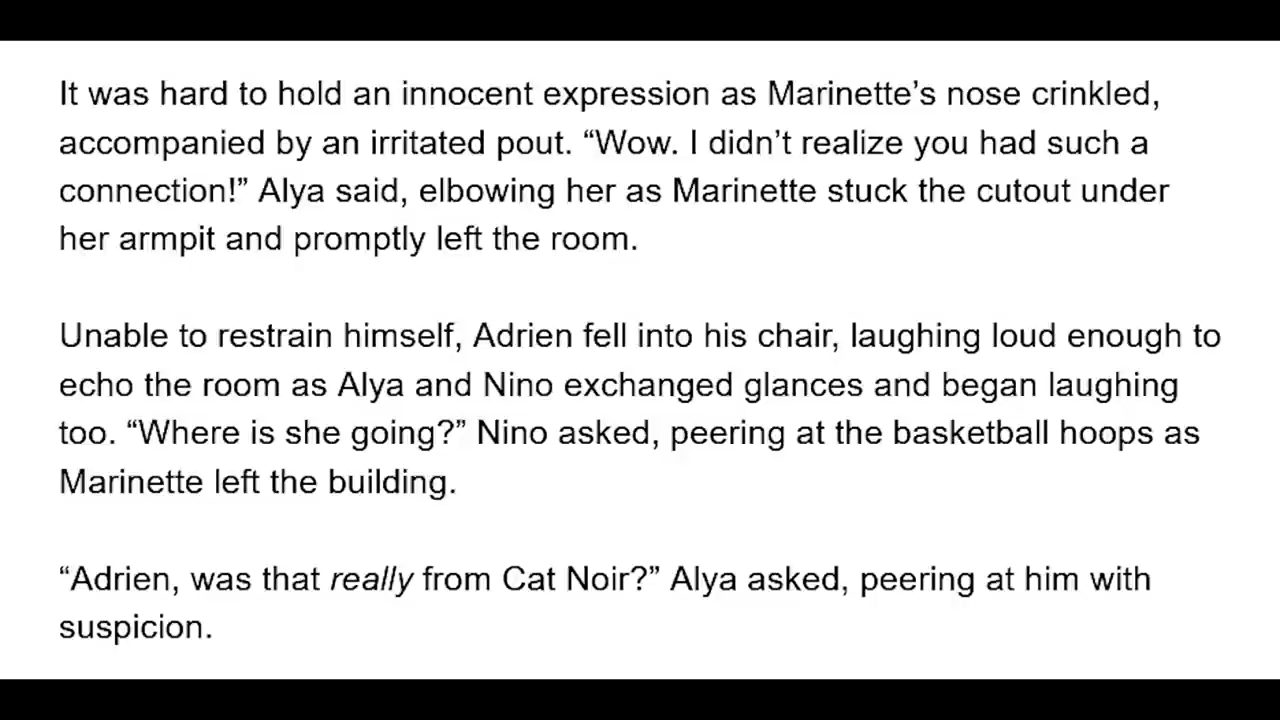 It was hard to hold an innocent expression as Marinette’s nose crinkled,
accompanied by an irritated pout. “Wow. I didn’t realize you had such a
connection!” Alya said, elbowing her as Marinette stuck the cutout under
her armpit and promptly left the room.
Unable to restrain himself, Adrien fell into his chair, laughing loud enough to
echo the room as Alya and Nino exchanged glances and began laughing
too. “Where is she going?” Nino asked, peering at the basketball hoops as
Marinette left the building.
“Adrien, was that really from Cat Noir?” Alya asked, peering at him with
suspicion.